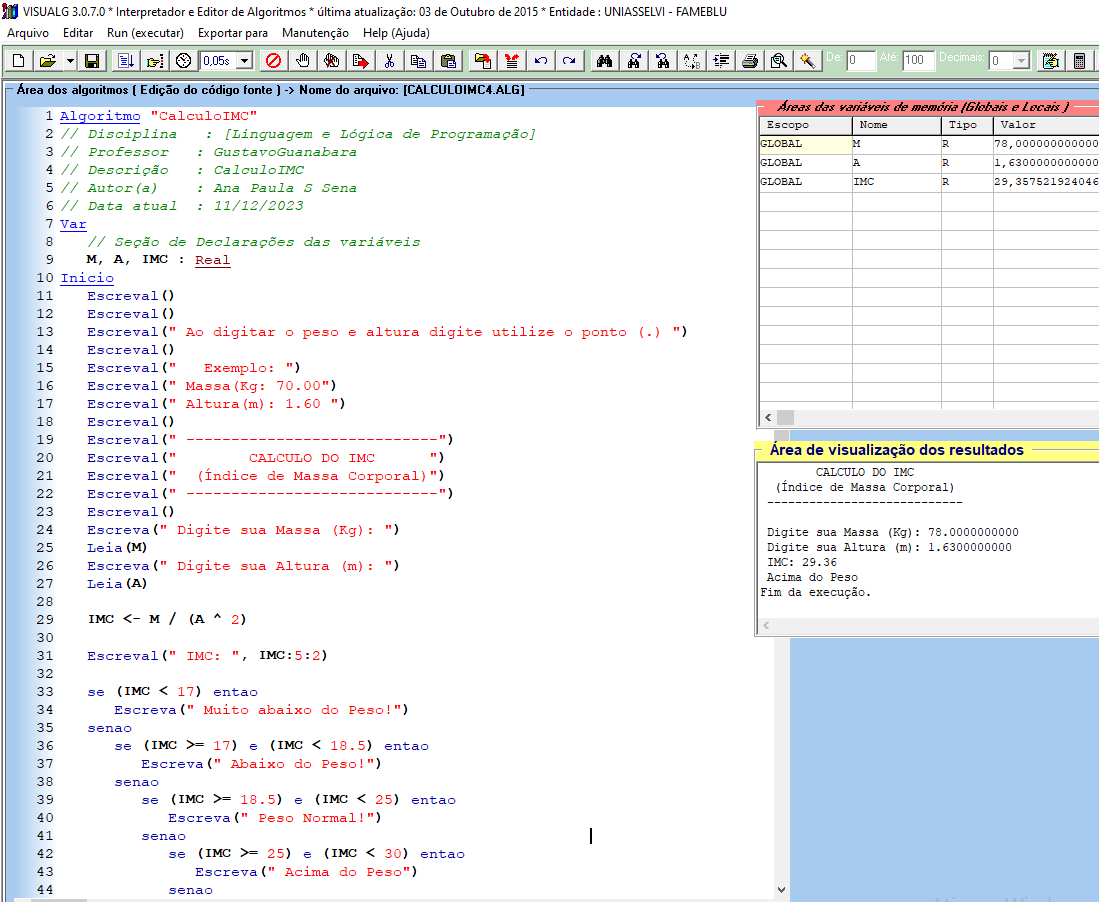 VISUALG 3.0.7.0 * Interpretador e Editor de Algoritmos * última atualização: 03 de Outubro de 2015 * Entidade : UNIASSELVI - FAMEBLU
Arquivo Editar Run (executar) Exportar para Manutenção Help (Ajuda)
0,05s De: 0 Até: 100 Decimais: 0
Área dos algoritmos ( Edição do código fonte ) -> Nome do arquivo: [CALCULOIMC4.ALG]
1 Algoritmo "CalculoIMC"
2 // Disciplina : [Linguagem e Lógica de Programação]
3 // Professor : GustavoGuanabara
4 // Descrição : CalculoIMC
5 // Autor(a) : Ana Paula S Sena
6 // Data atual : 11/12/2023
7 Var
8 // Seção de Declarações das variáveis
9 M, A, IMC : Real
10 Inicio
11 Escreval()
12 Escreval()
13 Escreval(" Ao digitar o peso e altura digite utilize o ponto (.) ")
14 Escreval()
15 Escreval("   Exemplo: ")
16 Escreval(" Massa(Kg: 70.00")
17 Escreval(" Altura(m): 1.60 ")
18 Escreval()
19 Escreval(" ----------------------------")
20 Escreval("        CALCULO DO IMC      ")
21 Escreval("  (Índice de Massa Corporal)")
22 Escreval(" ----------------------------")
23 Escreval()
24 Escreva(" Digite sua Massa (Kg): ")
25 Leia(M)
26 Escreva(" Digite sua Altura (m): ")
27 Leia(A)
28
29 IMC <- M / (A ^ 2)
30
31 Escreval(" IMC: ", IMC:5:2)
32
33 se (IMC < 17) entao
34 Escreva(" Muito abaixo do Peso!")
35 senao
36 se (IMC >= 17) e (IMC < 18.5) entao
37 Escreva(" Abaixo do Peso!")
38 senao
39 se (IMC >= 18.5) e (IMC < 25) entao
40 Escreva(" Peso Normal!")
41 senao
42 se (IMC >= 25) e (IMC < 30) entao
43 Escreva(" Acima do Peso")
44 senao
Áreas das variáveis de memória (Globais e Locais )
Escopo Nome Tipo Valor
GLOBAL M R 78,000000000000
GLOBAL A R 1,6300000000000
GLOBAL IMC R 29,357521924046
Área de visualização dos resultados
CALCULO DO IMC
(Índice de Massa Corporal)
----------------------------
Digite sua Massa (Kg): 78.0000000000
Digite sua Altura (m): 1.6300000000
IMC: 29.36
Acima do Peso
Fim da execução.